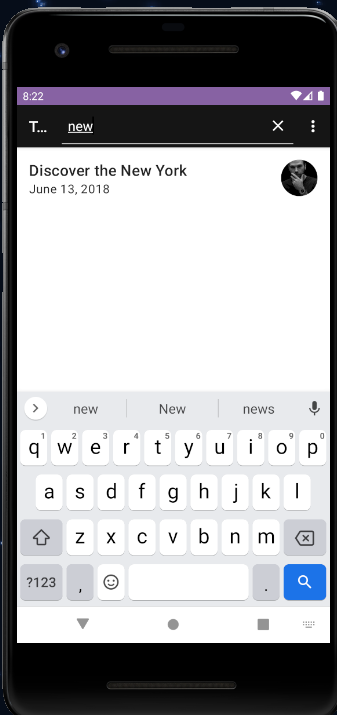 8:22
T... new
Discover the New York
June 13, 2018
new New news
q1 w2 e3 r4 t5 y6 u7 i8 o9 p0
a s d f g h j k l
z x c v b n m
?123 , .